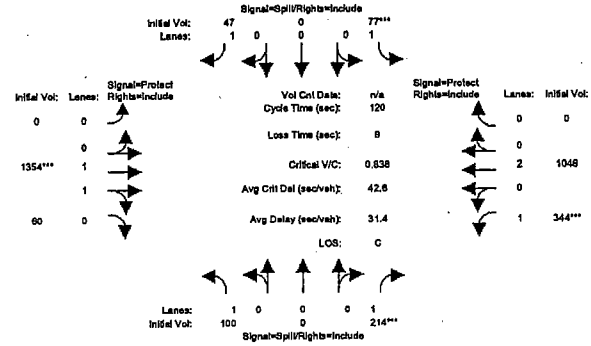 Signal=Split/Rights=Include
Initial Vol: 47 0 77***
Lanes: 1 0 0 0 1
Signal=Protect
Rights=Include
Initial Vol: Lanes:
Vol Cnt Date: n/a
Cycle Time (sec): 120
Signal=Protect
Rights=Include
Lanes: Initial Vol:
0 0
0 0
0
Loss Time (sec): 9
0
1354*** 1
Critical V/C: 0.838
2 1046
1
Avg Crit Del (sec/veh): 42.6
0
60 0
Avg Delay (sec/veh): 31.4
1 344***
LOS: C
Lanes: 1 0 0 0 1
Initial Vol: 100 0 214***
Signal=Split/Rights=Include